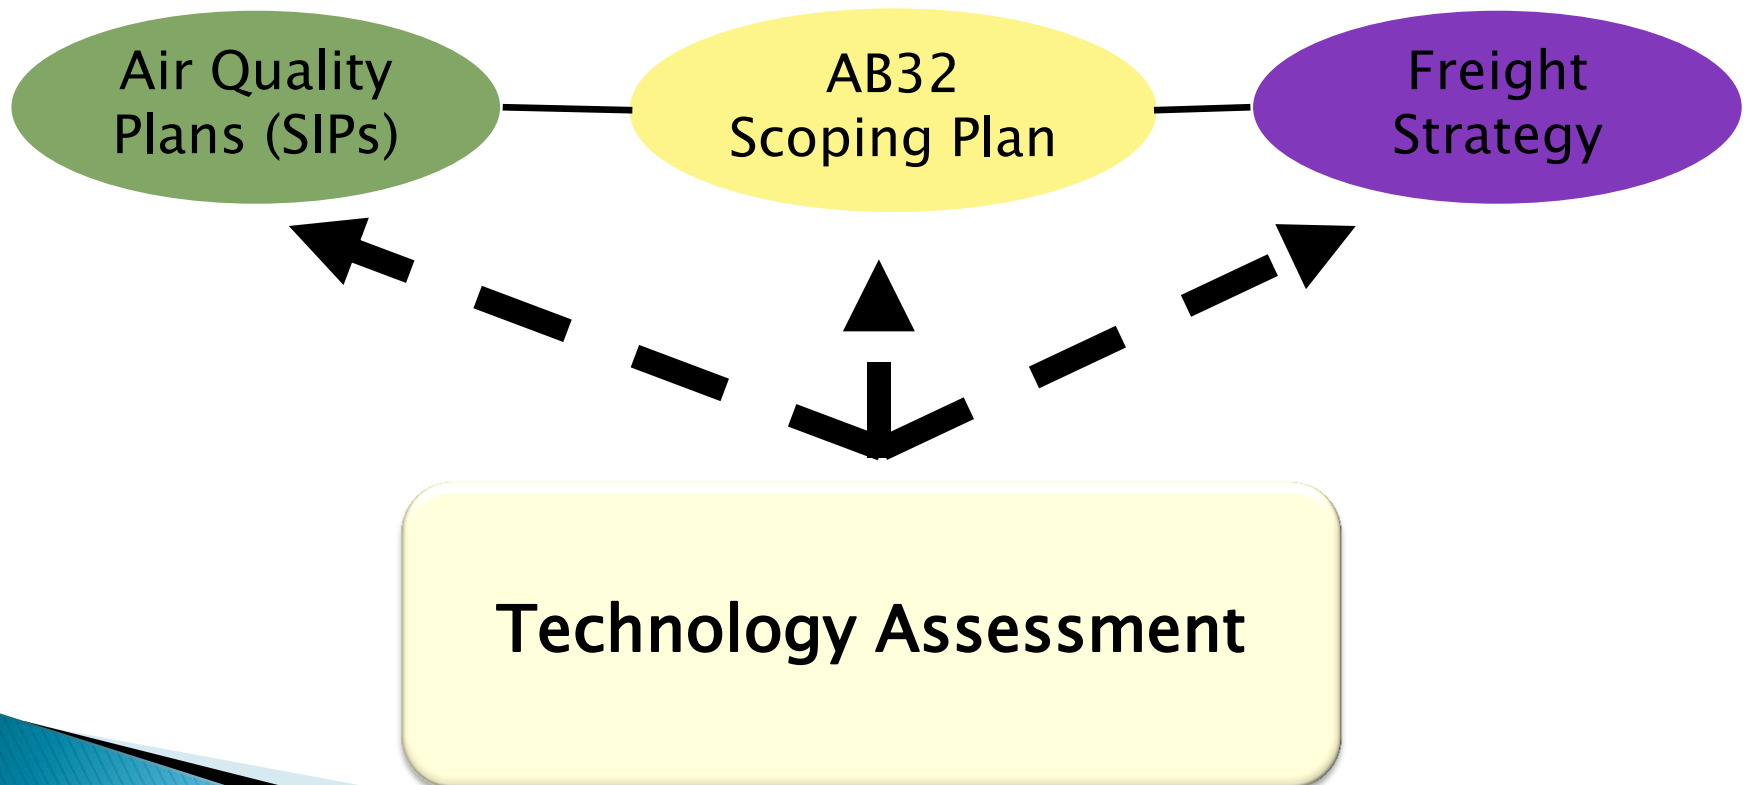 Air Quality
Plans (SIPs)
AB32
Scoping Plan
Freight
Strategy
Technology Assessment